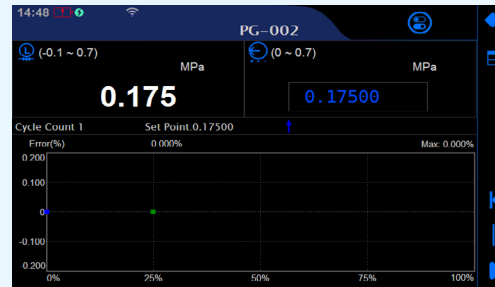 14:48
PG-002
L (-0.1 ~ 0.7)
MPa
(0 ~ 0.7)
MPa
0.175
0.17500
Cycle Count 1 Set Point:0.17500
Error(%) 0.000% Max: 0.000%
0.200
0.100
0
-0.100
0.200
0% 25% 50% 75% 100%